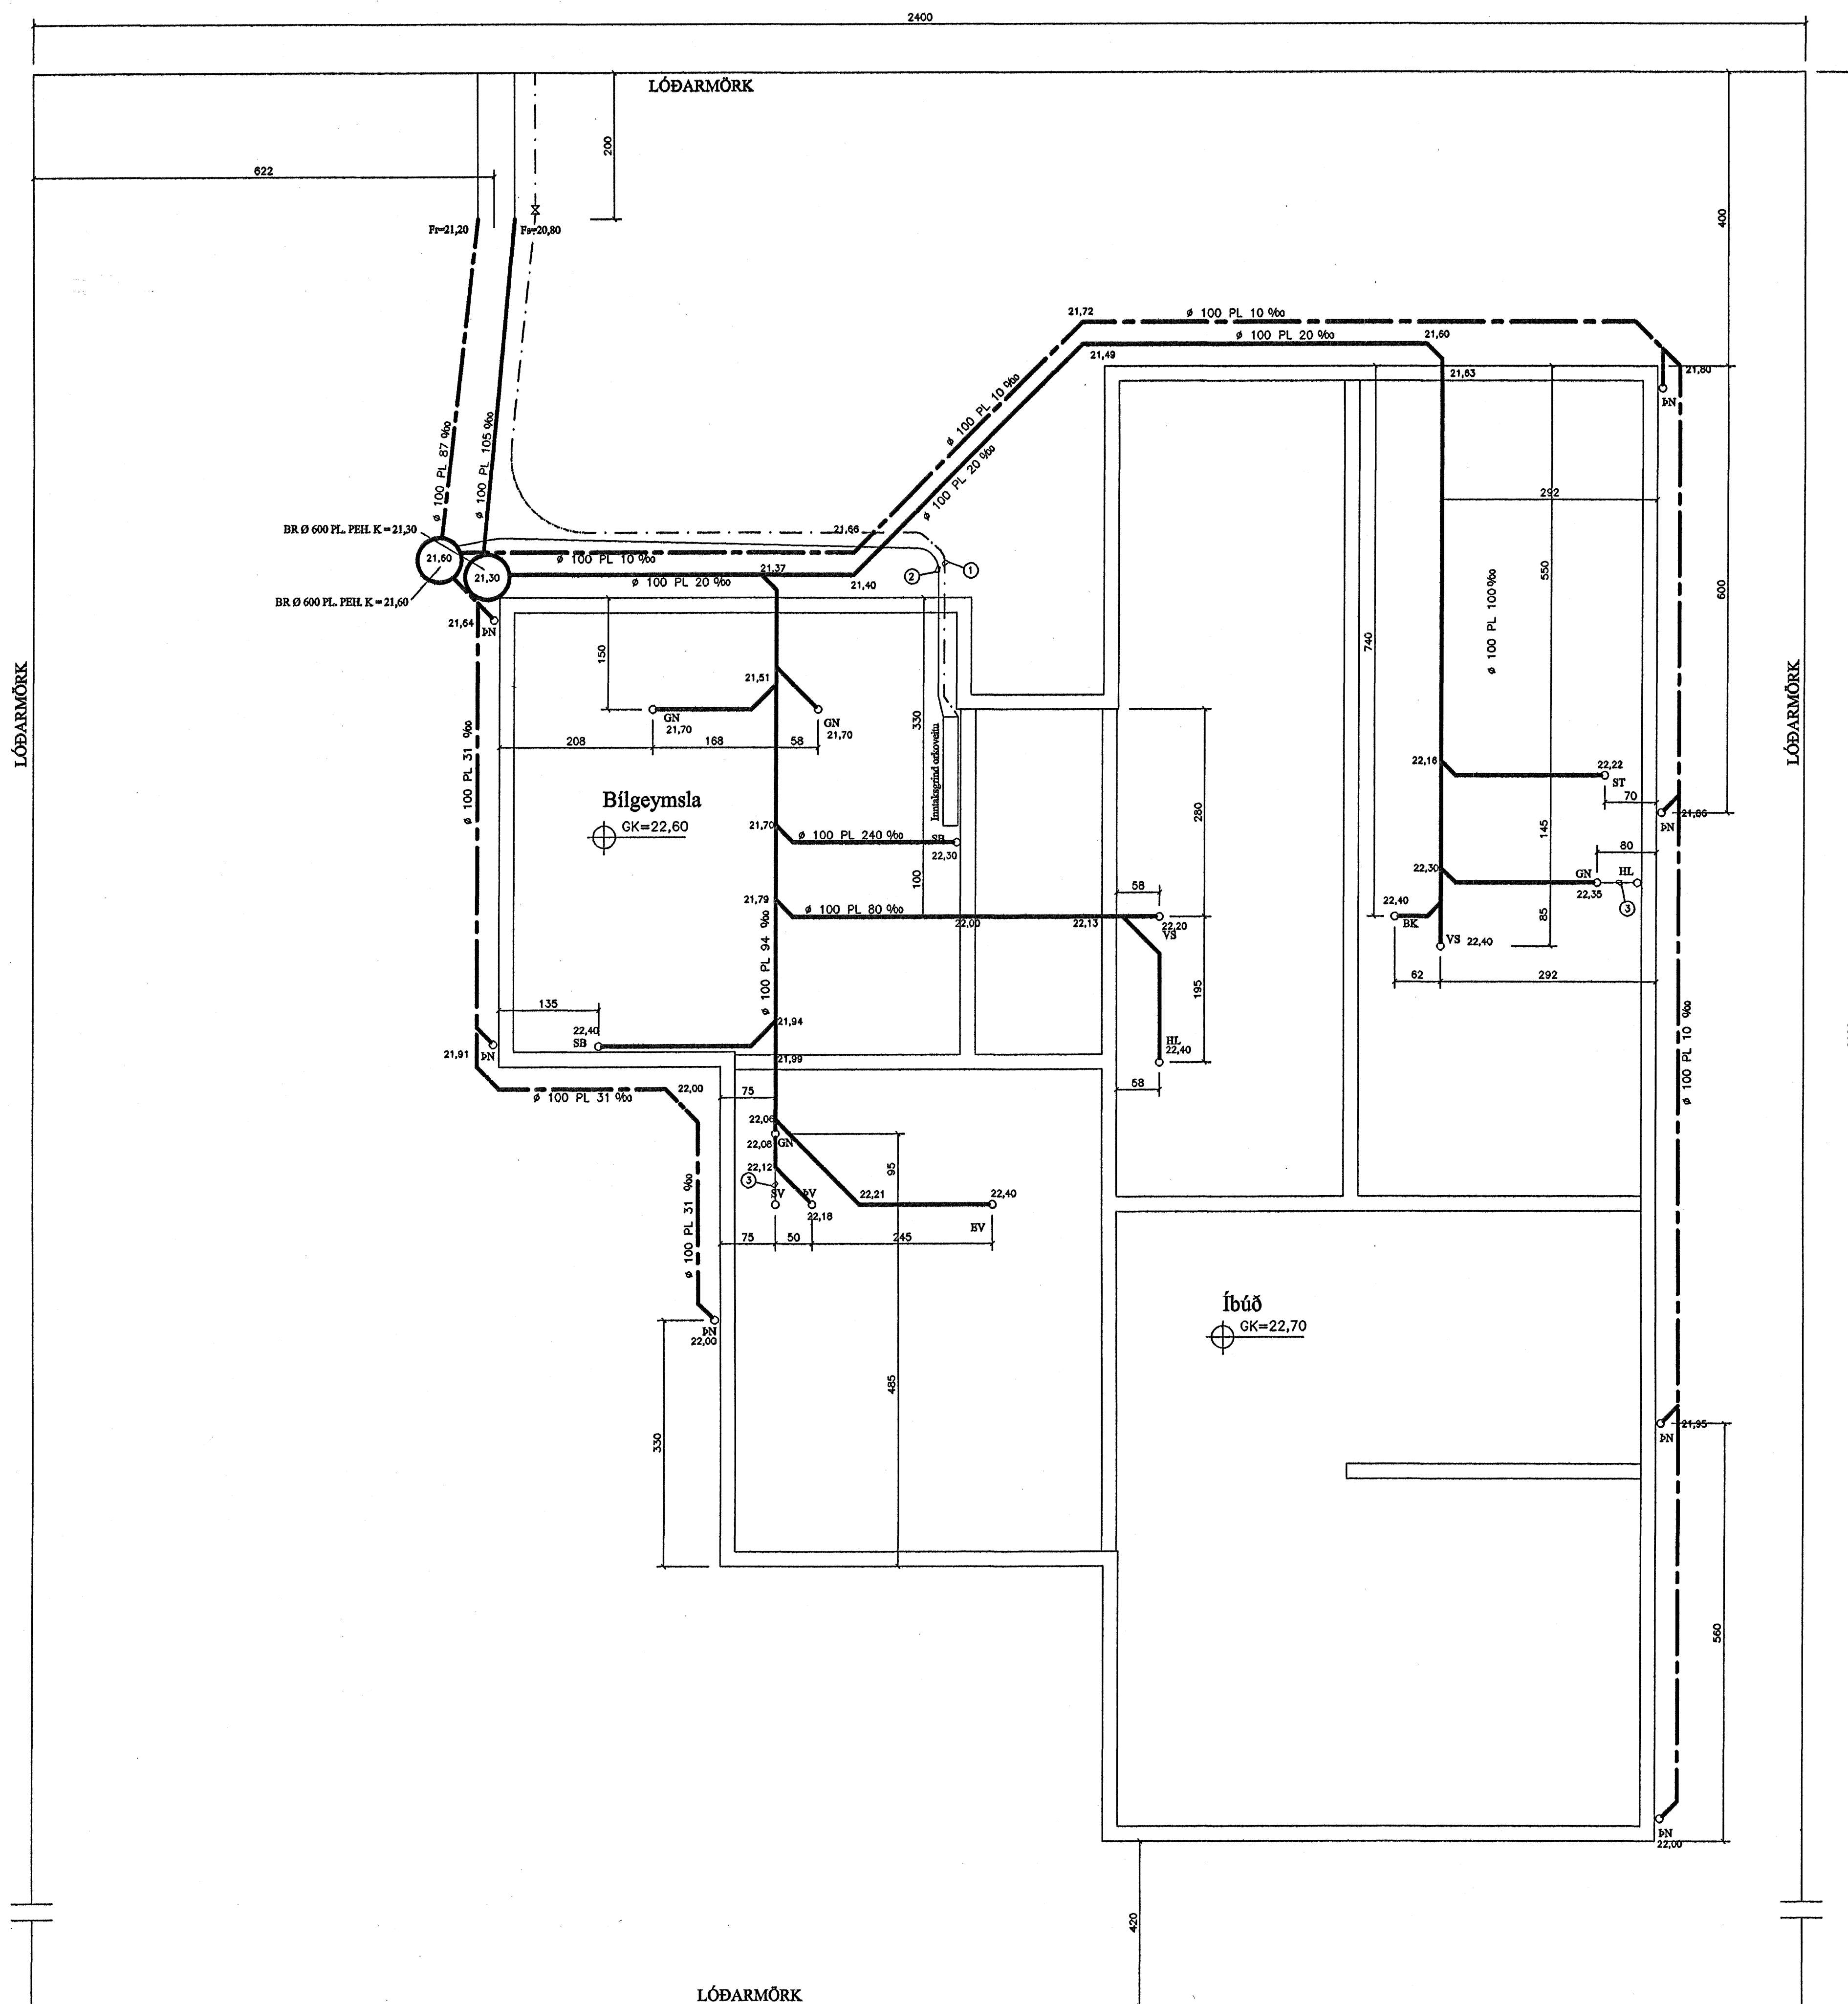 2400
LÓÐARMÖRK
200
622
400
Fr=21,20
Fs=20,80
21,72
ø 100 PL 10 ‰
21,60
ø 100 PL 20 ‰
21,49
21,63
21,80
ÞN
ø 100 PL 10 ‰
ø 100 PL 20 ‰
ø 100 PL 87 ‰
ø 100 PL 105 ‰
292
BR Ø 600 PL. PEH. K = 21,30
21,66
21,60
ø 100 PL 10 ‰
21,30
ø 100 PL 20 ‰
21,37
21,40
2
1
550
600
BR Ø 600 PL. PEH. K = 21,60
21,64
ÞN
ø 100 PL 100‰
740
150
LÓÐARMÖRK
LÓÐARMÖRK
21,51
GN
21,70
GN
21,70
330
208
168
58
ø 100 PL 31 ‰
Inntaksgrind orkuveitu
22,16
22,22
ST
70
Bílgeymsla
GK=22,60
280
21,70
ø 100 PL 240 ‰
SB
22,30
21,86
ÞN
145
80
100
22,30
GN
HL
22,35
3
58
21,79
ø 100 PL 80 ‰
22,00
22,13
22,20
VS
22,40
BK
85
VS 22,40
62
292
ø 100 PL 94 ‰
195
135
22,40
SB
21,94
21,99
HL
22,40
21,91
ÞN
58
ø 100 PL 10 ‰
22,00
ø 100 PL 31 ‰
75
22,06
22,08
GN
22,12
95
3
SV
ÞV
22,18
22,21
22,40
EV
ø 100 PL 31 ‰
75
50
245
Íbúð
GK=22,70
ÞN
22,00
485
330
21,95
ÞN
560
ÞN
22,00
420
LÓÐARMÖRK